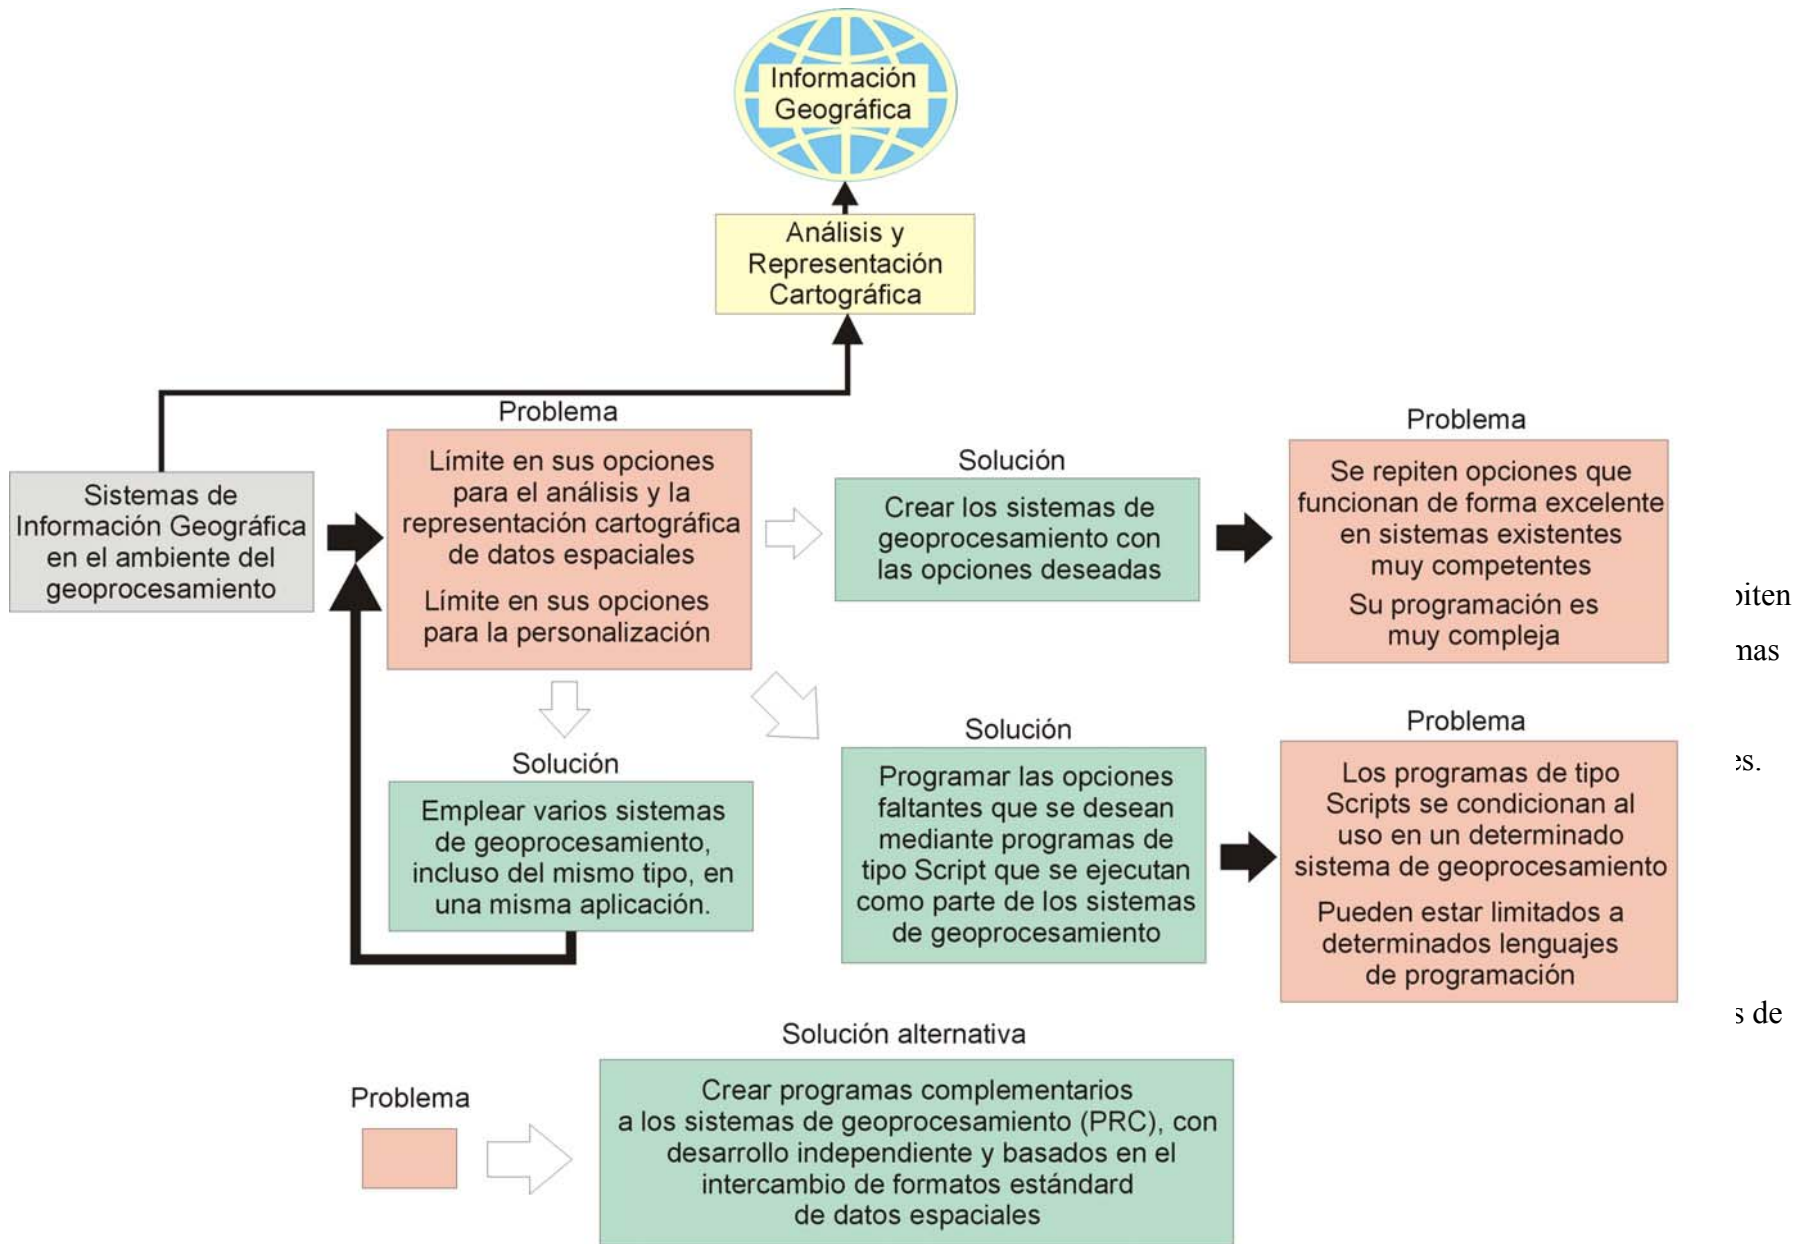 Información
Geográfica
Análisis y
Representación
Cartográfica
Sistemas de
Información Geográfica
en el ambiente del
geoprocesamiento
Problema
Límite en sus opciones
para el análisis y la
representación cartográfica
de datos espaciales
Límite en sus opciones
para la personalización
Solución
Crear los sistemas de
geoprocesamiento con
las opciones deseadas
Problema
Se repiten opciones que
funcionan de forma excelente
en sistemas existentes
muy competentes
Su programación es
muy compleja
Solución
Emplear varios sistemas
de geoprocesamiento,
incluso del mismo tipo, en
una misma aplicación.
Solución
Programar las opciones
faltantes que se desean
mediante programas de
tipo Script que se ejecutan
como parte de los sistemas
de geoprocesamiento
Problema
Los programas de tipo
Scripts se condicionan al
uso en un determinado
sistema de geoprocesamiento
Pueden estar limitados a
determinados lenguajes
de programación
Problema
Solución alternativa
Crear programas complementarios
a los sistemas de geoprocesamiento (PRC), con
desarrollo independiente y basados en el
intercambio de formatos estándard
de datos espaciales
mas
es.
s de